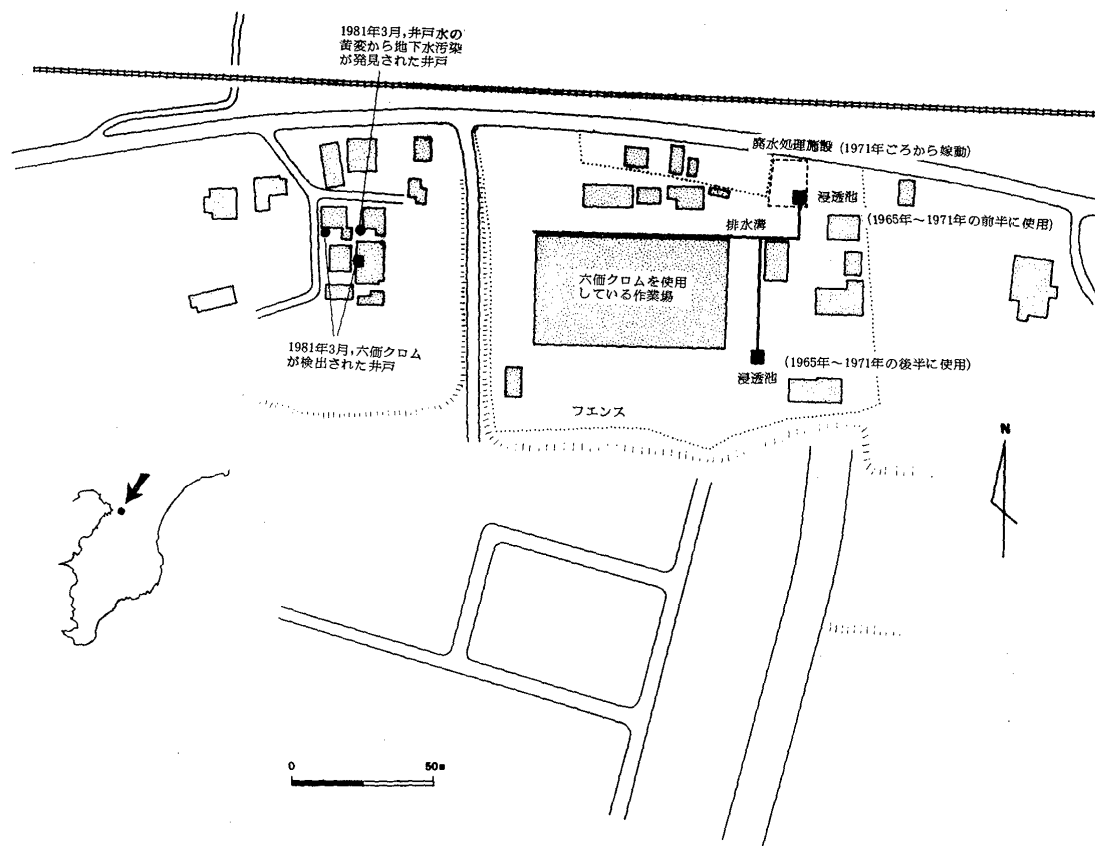 1981年3月,井戸水の
黄変から地下水汚染
が発見された井戸
廃水処理施設 (1971年ごろから嫁動)
浸透池
(1965年～1971年の前半に使用)
排水溝
六価クロムを使用
している作業場
1981年3月,六価クロム
が検出された井戸
(1965年～1971年の後半に使用)
浸透池
フエンス
N
0 50m